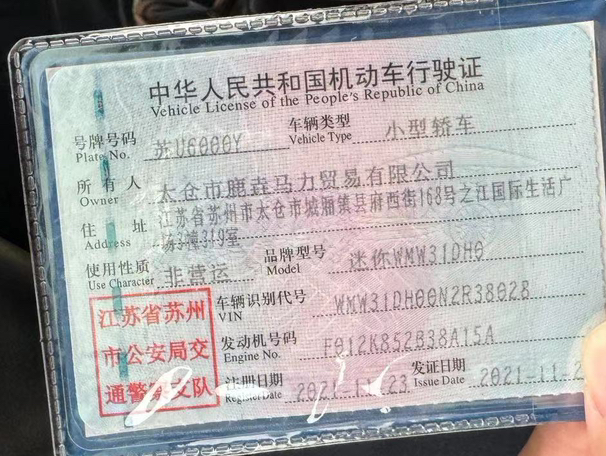 中华人民共和国机动车行驶证
Vehicle License of the People's Republic of China
号牌号码 苏U6000Y 车辆类型 小型轿车
Plate No. Vehicle Type
所有人 太仓市鹿垚马力贸易有限公司
Owner
住址 江苏省苏州市太仓市城厢镇县府西街168号之江国际生活广
Address 场3幢319室
使用性质 非营运 品牌型号 迷你WMW31DH0
Use Character Model
江苏省苏州
市公安局交
通警察支队
车辆识别代号 WMW31DH00N2R38028
VIN
发动机号码 F012K852B38A15A
Engine No.
注册日期 2021-11-23 发证日期 2021-11-2
Register Date Issue Date